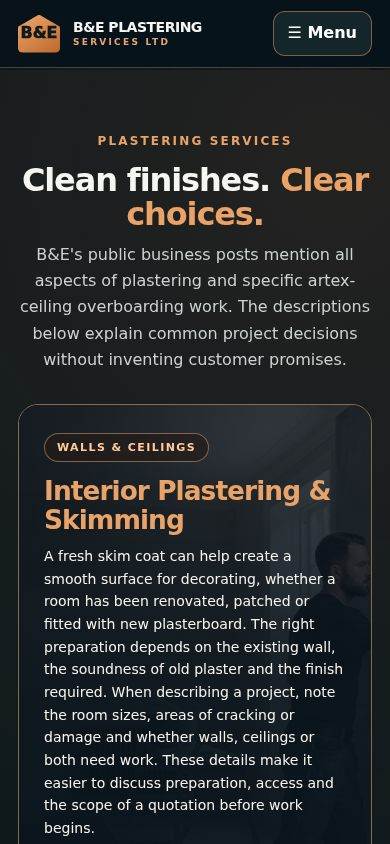 B&E
B&E PLASTERING
SERVICES LTD
☰ Menu
PLASTERING SERVICES
Clean finishes. Clear
choices.
B&E's public business posts mention all
aspects of plastering and specific artex-
ceiling overboarding work. The descriptions
below explain common project decisions
without inventing customer promises.
WALLS & CEILINGS
Interior Plastering &
Skimming
A fresh skim coat can help create a
smooth surface for decorating, whether a
room has been renovated, patched or
fitted with new plasterboard. The right
preparation depends on the existing wall,
the soundness of old plaster and the finish
required. When describing a project, note
the room sizes, areas of cracking or
damage and whether walls, ceilings or
both need work. These details make it
easier to discuss preparation, access and
the scope of a quotation before work
begins.